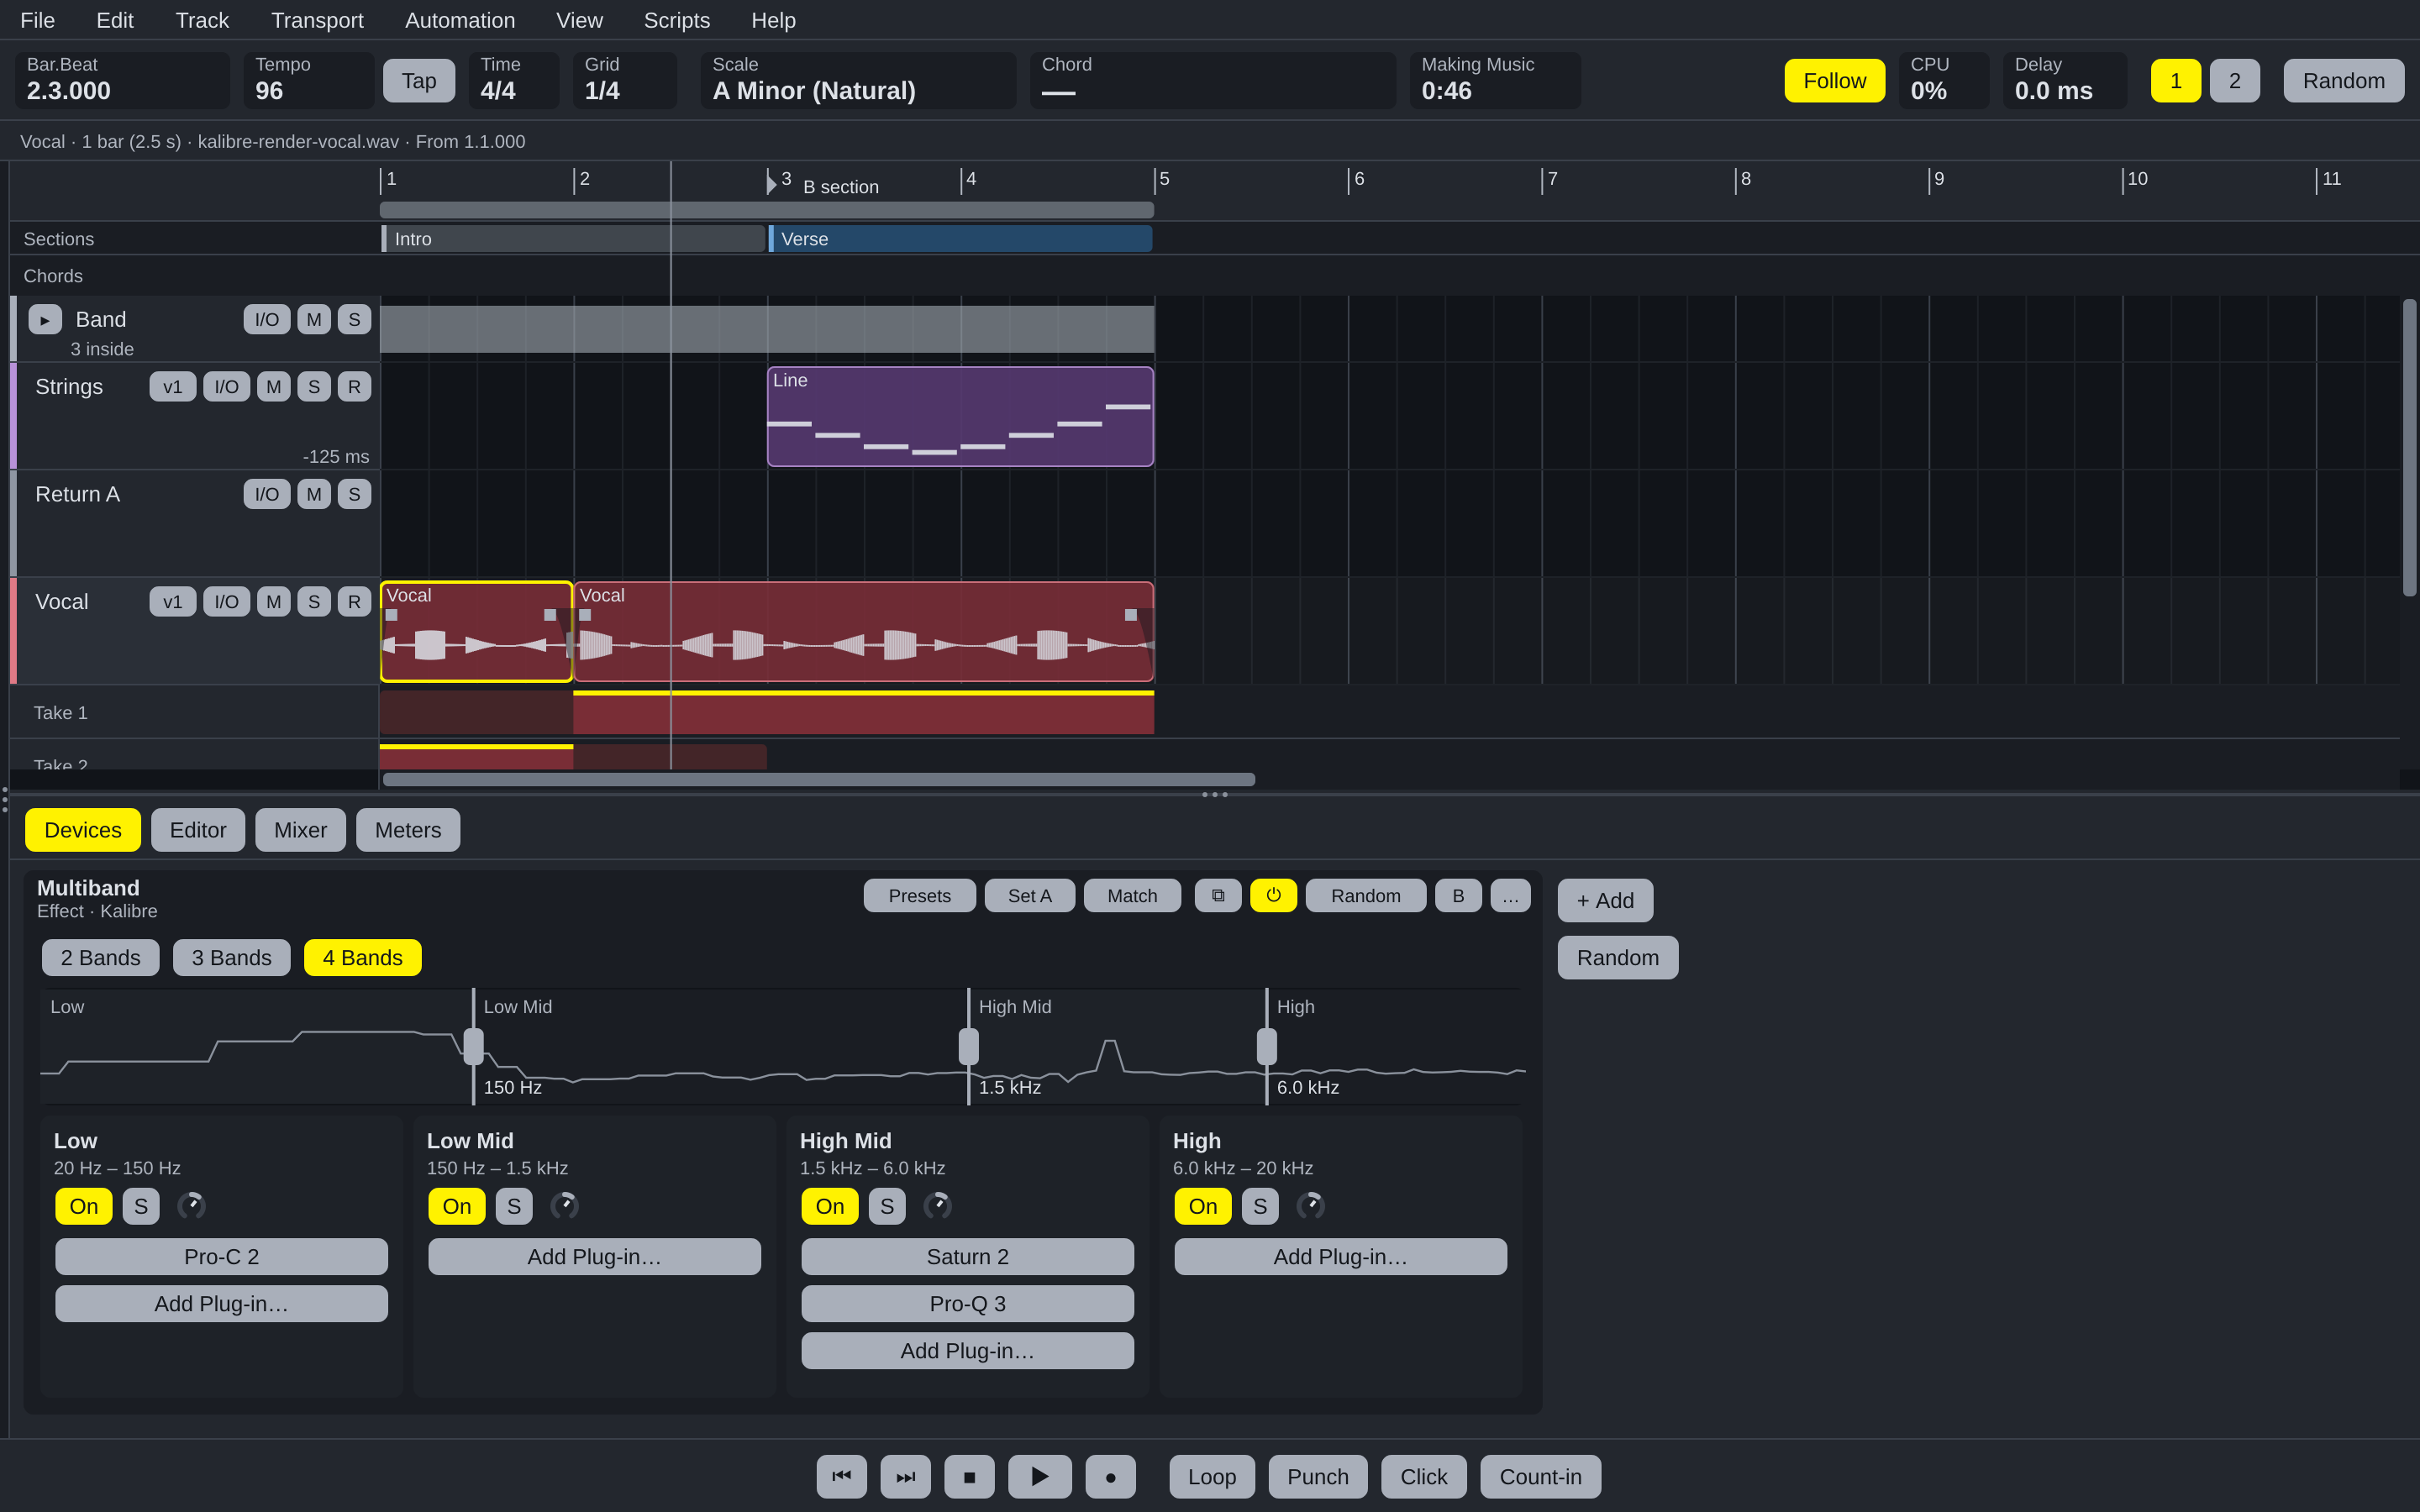 File Edit Track Transport Automation View Scripts Help
Bar.Beat Tempo Time Grid Scale Chord Making Music CPU Delay
2.3.000 96 Tap 4/4 1/4 A Minor (Natural) — 0:46 Follow 0% 0.0 ms 1 2 Random
Vocal · 1 bar (2.5 s) · kalibre-render-vocal.wav · From 1.1.000
1 2 3 B section 4 5 6 7 8 9 10 11
Sections Intro Verse
Chords
Band I/O M S
3 inside
Strings v1 I/O M S R Line
-125 ms
Return A I/O M S
Vocal v1 I/O M S R Vocal Vocal
Take 1
Take 2
Devices Editor Mixer Meters
Multiband Presets Set A Match Random B …
Effect · Kalibre
+ Add
2 Bands 3 Bands 4 Bands Random
Low Low Mid High Mid High
150 Hz 1.5 kHz 6.0 kHz
Low Low Mid High Mid High
20 Hz – 150 Hz 150 Hz – 1.5 kHz 1.5 kHz – 6.0 kHz 6.0 kHz – 20 kHz
On S On S On S On S
Pro-C 2 Add Plug-in… Saturn 2 Add Plug-in…
Add Plug-in… Pro-Q 3
Add Plug-in…
Loop Punch Click Count-in